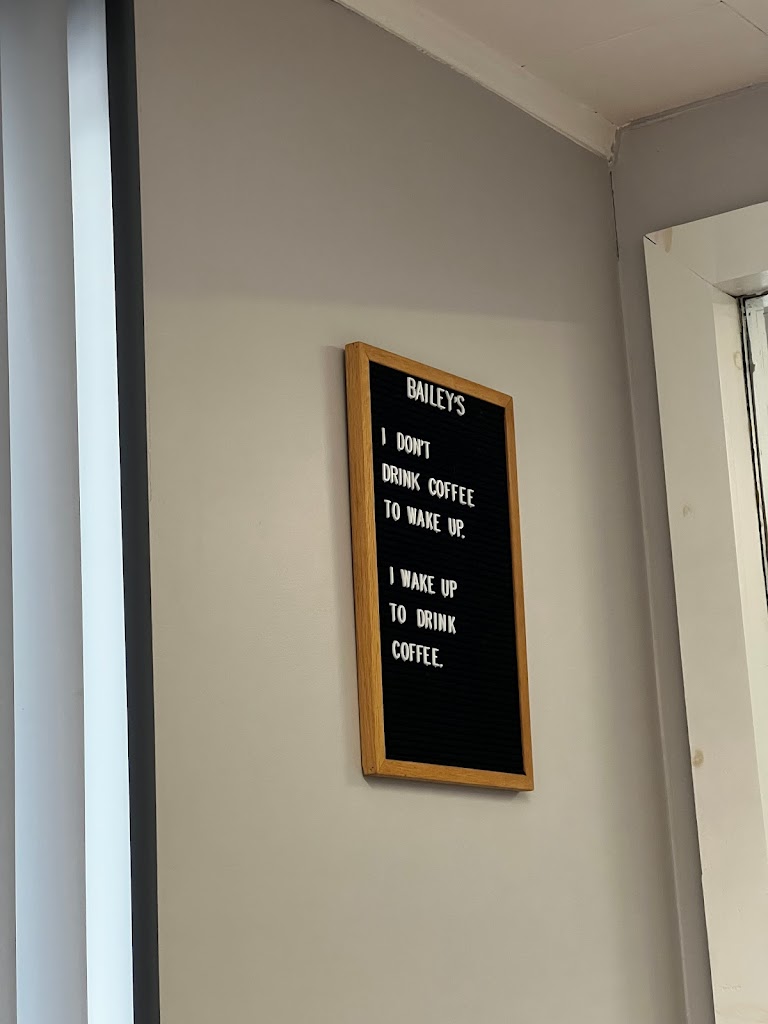 BAILEY'S
I DON'T
DRINK COFFEE
TO WAKE UP.
I WAKE UP
TO DRINK
COFFEE.